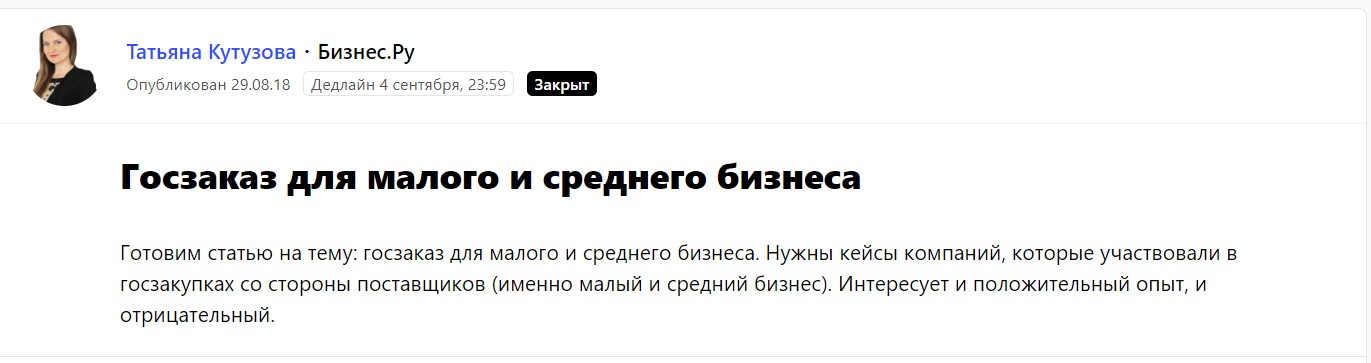 Татьяна Кутузова · Бизнес.Ру
Опубликован 29.08.18 Дедлайн 4 сентября, 23:59 Закрыт
Госзаказ для малого и среднего бизнеса
Готовим статью на тему: госзаказ для малого и среднего бизнеса. Нужны кейсы компаний, которые участвовали в
госзакупках со стороны поставщиков (именно малый и средний бизнес). Интересует и положительный опыт, и
отрицательный.